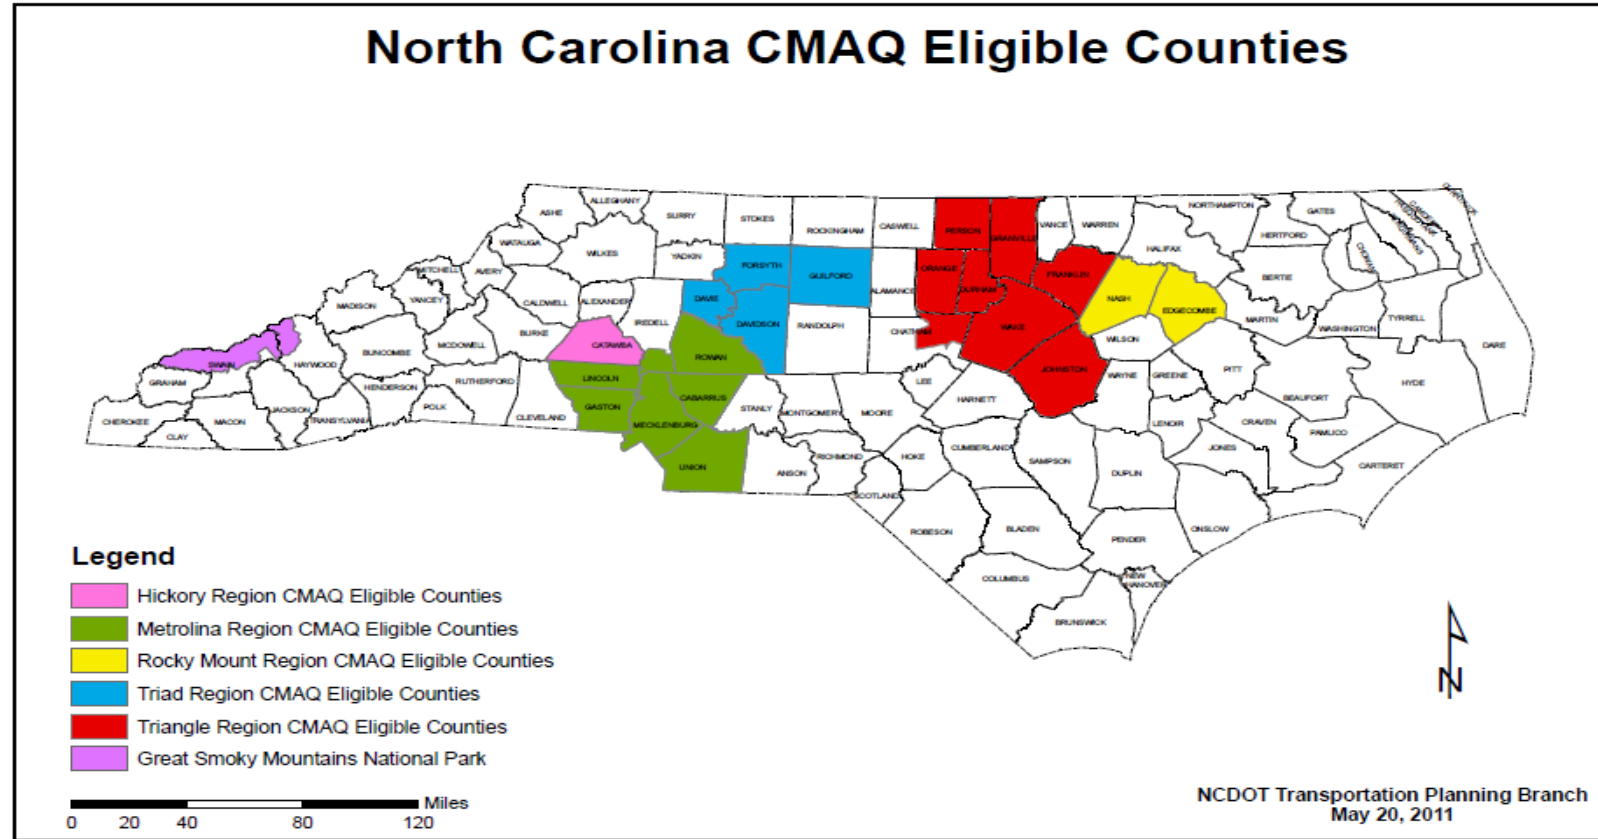 North Carolina CMAQ Eligible Counties
ALLEGHANY
ASHE
SURRY
STOKES
ROCKINGHAM
CASWELL
PERSON
GRANVILLE
VANCE
WARREN
NORTHAMPTON
GATES
HERTFORD
HALIFAX
WATAUGA
WILKES
YADKIN
FORSYTH
GUILFORD
ALAMANCE
ORANGE
DURHAM
FRANKLIN
NASH
EDGECOMBE
BERTIE
CHOWAN
MITCHELL
AVERY
YANCEY
MADISON
CALDWELL
ALEXANDER
IREDELL
DAVIE
DAVIDSON
RANDOLPH
CHATHAM
WAKE
WILSON
MARTIN
WASHINGTON
TYRRELL
DARE
BURKE
CATAWBA
ROWAN
MCDOWELL
BUNCOMBE
HAYWOOD
SWAIN
GRAHAM
JOHNSTON
WAYNE
GREENE
PITT
BEAUFORT
HYDE
HENDERSON
RUTHERFORD
POLK
CLEVELAND
LINCOLN
GASTON
CABARRUS
MECKLENBURG
STANLY
MONTGOMERY
MOORE
LEE
HARNETT
LENOIR
CRAVEN
PAMLICO
CHEROKEE
CLAY
MACON
JACKSON
TRANSYLVANIA
UNION
ANSON
RICHMOND
HOKE
CUMBERLAND
SAMPSON
DUPLIN
JONES
CARTERET
SCOTLAND
ROBESON
BLADEN
PENDER
ONSLOW
COLUMBUS
NEW
HANOVER
BRUNSWICK
Legend
Hickory Region CMAQ Eligible Counties
Metrolina Region CMAQ Eligible Counties
Rocky Mount Region CMAQ Eligible Counties
Triad Region CMAQ Eligible Counties
Triangle Region CMAQ Eligible Counties
Great Smoky Mountains National Park
Miles
0 20 40 80 120
N
NCDOT Transportation Planning Branch
May 20, 2011